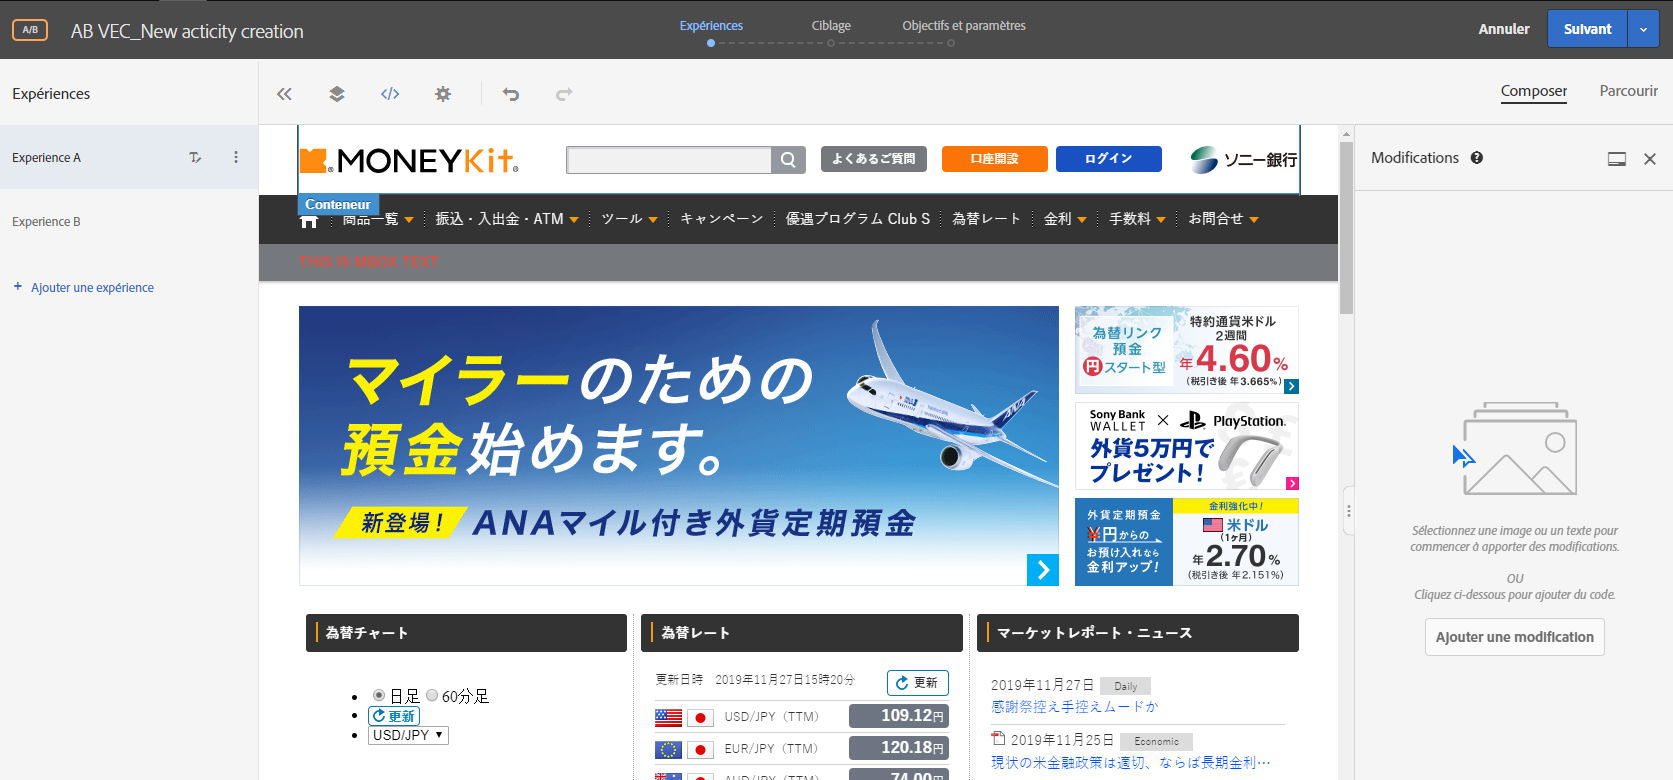 A/B
AB VEC_New acticity creation
Expériences
Ciblage
Objectifs et paramètres
Annuler
Suivant
Expériences
Composer
Parcourir
Experience A
Experience B
+ Ajouter une expérience
MONEYKit
よくあるご質問
口座開設
ログイン
ソニー銀行
Conteneur
商品一覧
振込・入出金・ATM
ツール
キャンペーン
優遇プログラム Club S
為替レート
金利
手数料
お問合せ
THIS IS MBOX TEXT
マイラーのための
預金始めます。
新登場! ANAマイル付き外貨定期預金
ANA
為替リンク
預金
円スタート型
特約通貨米ドル
2週間
年4.60%
(税引き後 年3.665%)
Sony Bank
WALLET × PlayStation.
外貨5万円で
プレゼント!
外貨定期預金
¥円からの
お預け入れなら
金利アップ!
金利強化中!
米ドル
(1ヶ月)
年2.70%
(税引き後 年2.151%)
為替チャート
日足 60分足
更新
USD/JPY
為替レート
更新日時 2019年11月27日15時20分
更新
USD/JPY（TTM） 109.12円
EUR/JPY（TTM） 120.18円
AUD/JPY（TTM） 74.00円
マーケットレポート・ニュース
2019年11月27日 Daily
感謝祭控え手控えムードか
2019年11月25日 Economic
現状の米金融政策は適切、ならば長期金利…
Modifications
Sélectionnez une image ou un texte pour
commencer à apporter des modifications.
OU
Cliquez ci-dessous pour ajouter du code.
Ajouter une modification